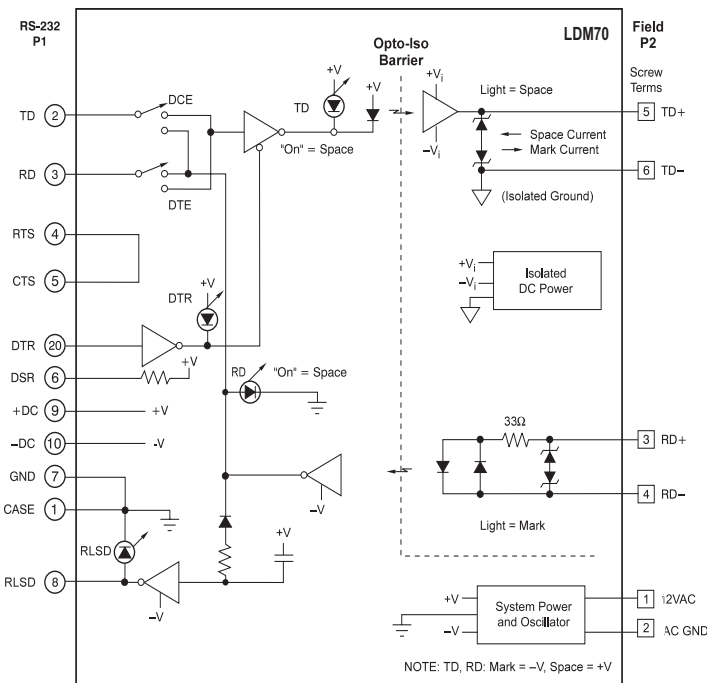 RS-232
P1
LDM70
Field
P2
Opto-Iso
Barrier
Screw
Terms
TD 2
DCE
+V
TD
+V
+Vi
Light = Space
5 TD+
Space Current
Mark Current
"On" = Space
–Vi
RD 3
6 TD–
DTE
(Isolated Ground)
RTS 4
CTS 5
+Vi
–Vi
Isolated
DC Power
+V
DTR
DTR 20
DSR 6
+V
RD
"On" = Space
+DC 9
+V
–DC 10
-V
33Ω
3 RD+
GND 7
–V
4 RD–
CASE 1
Light = Mark
+V
RLSD
RLSD 8
–V
+V
–V
System Power
and Oscillator
1 12VAC
2 AC GND
NOTE: TD, RD: Mark = –V, Space = +V